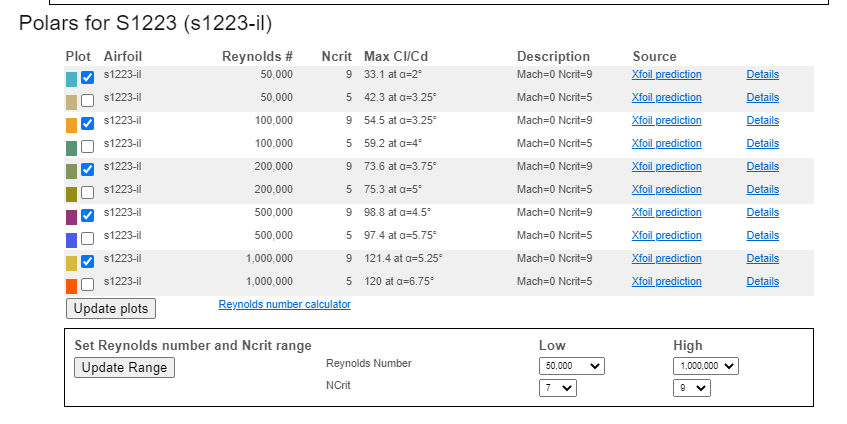 Polars for S1223 (s1223-il)
Plot Airfoil Reynolds # Ncrit Max Cl/Cd Description Source
s1223-il 50,000 9 33.1 at α=2° Mach=0 Ncrit=9 Xfoil prediction Details
s1223-il 50,000 5 42.3 at α=3.25° Mach=0 Ncrit=5 Xfoil prediction Details
s1223-il 100,000 9 54.5 at α=3.25° Mach=0 Ncrit=9 Xfoil prediction Details
s1223-il 100,000 5 59.2 at α=4° Mach=0 Ncrit=5 Xfoil prediction Details
s1223-il 200,000 9 73.6 at α=3.75° Mach=0 Ncrit=9 Xfoil prediction Details
s1223-il 200,000 5 75.3 at α=5° Mach=0 Ncrit=5 Xfoil prediction Details
s1223-il 500,000 9 98.8 at α=4.5° Mach=0 Ncrit=9 Xfoil prediction Details
s1223-il 500,000 5 97.4 at α=5.75° Mach=0 Ncrit=5 Xfoil prediction Details
s1223-il 1,000,000 9 121.4 at α=5.25° Mach=0 Ncrit=9 Xfoil prediction Details
s1223-il 1,000,000 5 120 at α=6.75° Mach=0 Ncrit=5 Xfoil prediction Details
Update plots Reynolds number calculator
Set Reynolds number and Ncrit range Low High
Update Range Reynolds Number 50,000 1,000,000
NCrit 7 9